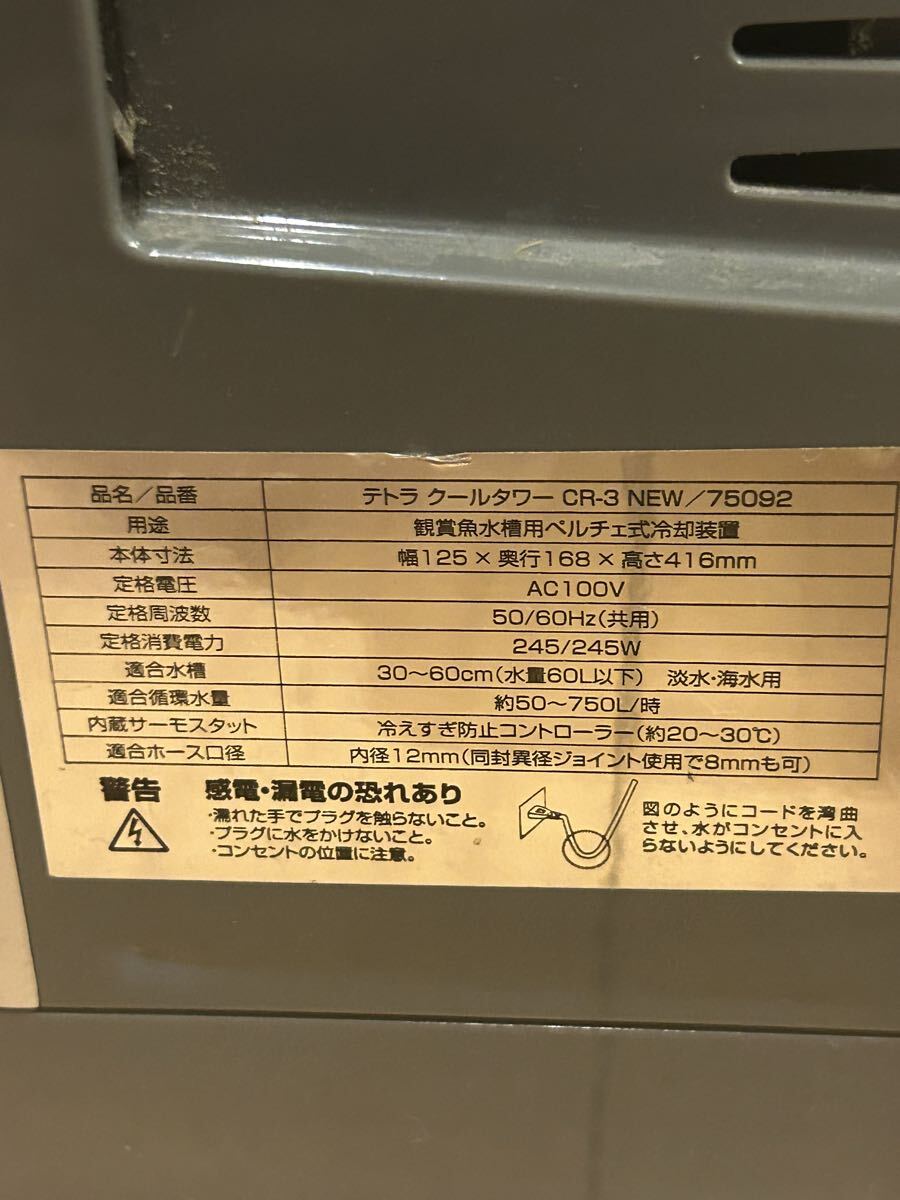 品名／品番 テトラ クールタワー CR-3 NEW／75092
用途 観賞魚水槽用ペルチェ式冷却装置
本体寸法 幅125×奥行168×高さ416mm
定格電圧 AC100V
定格周波数 50/60Hz(共用)
定格消費電力 245/245W
適合水槽 30〜60cm(水量60L以下) 淡水・海水用
適合循環水量 約50〜750L/時
内蔵サーモスタット 冷えすぎ防止コントローラー(約20〜30℃)
適合ホース口径 内径12mm(同封異径ジョイント使用で8mmも可)
警告 感電・漏電の恐れあり
・濡れた手でプラグを触らないこと。
・プラグに水をかけないこと。
・コンセントの位置に注意。
図のようにコードを湾曲
させ、水がコンセントに入
らないようにしてください。